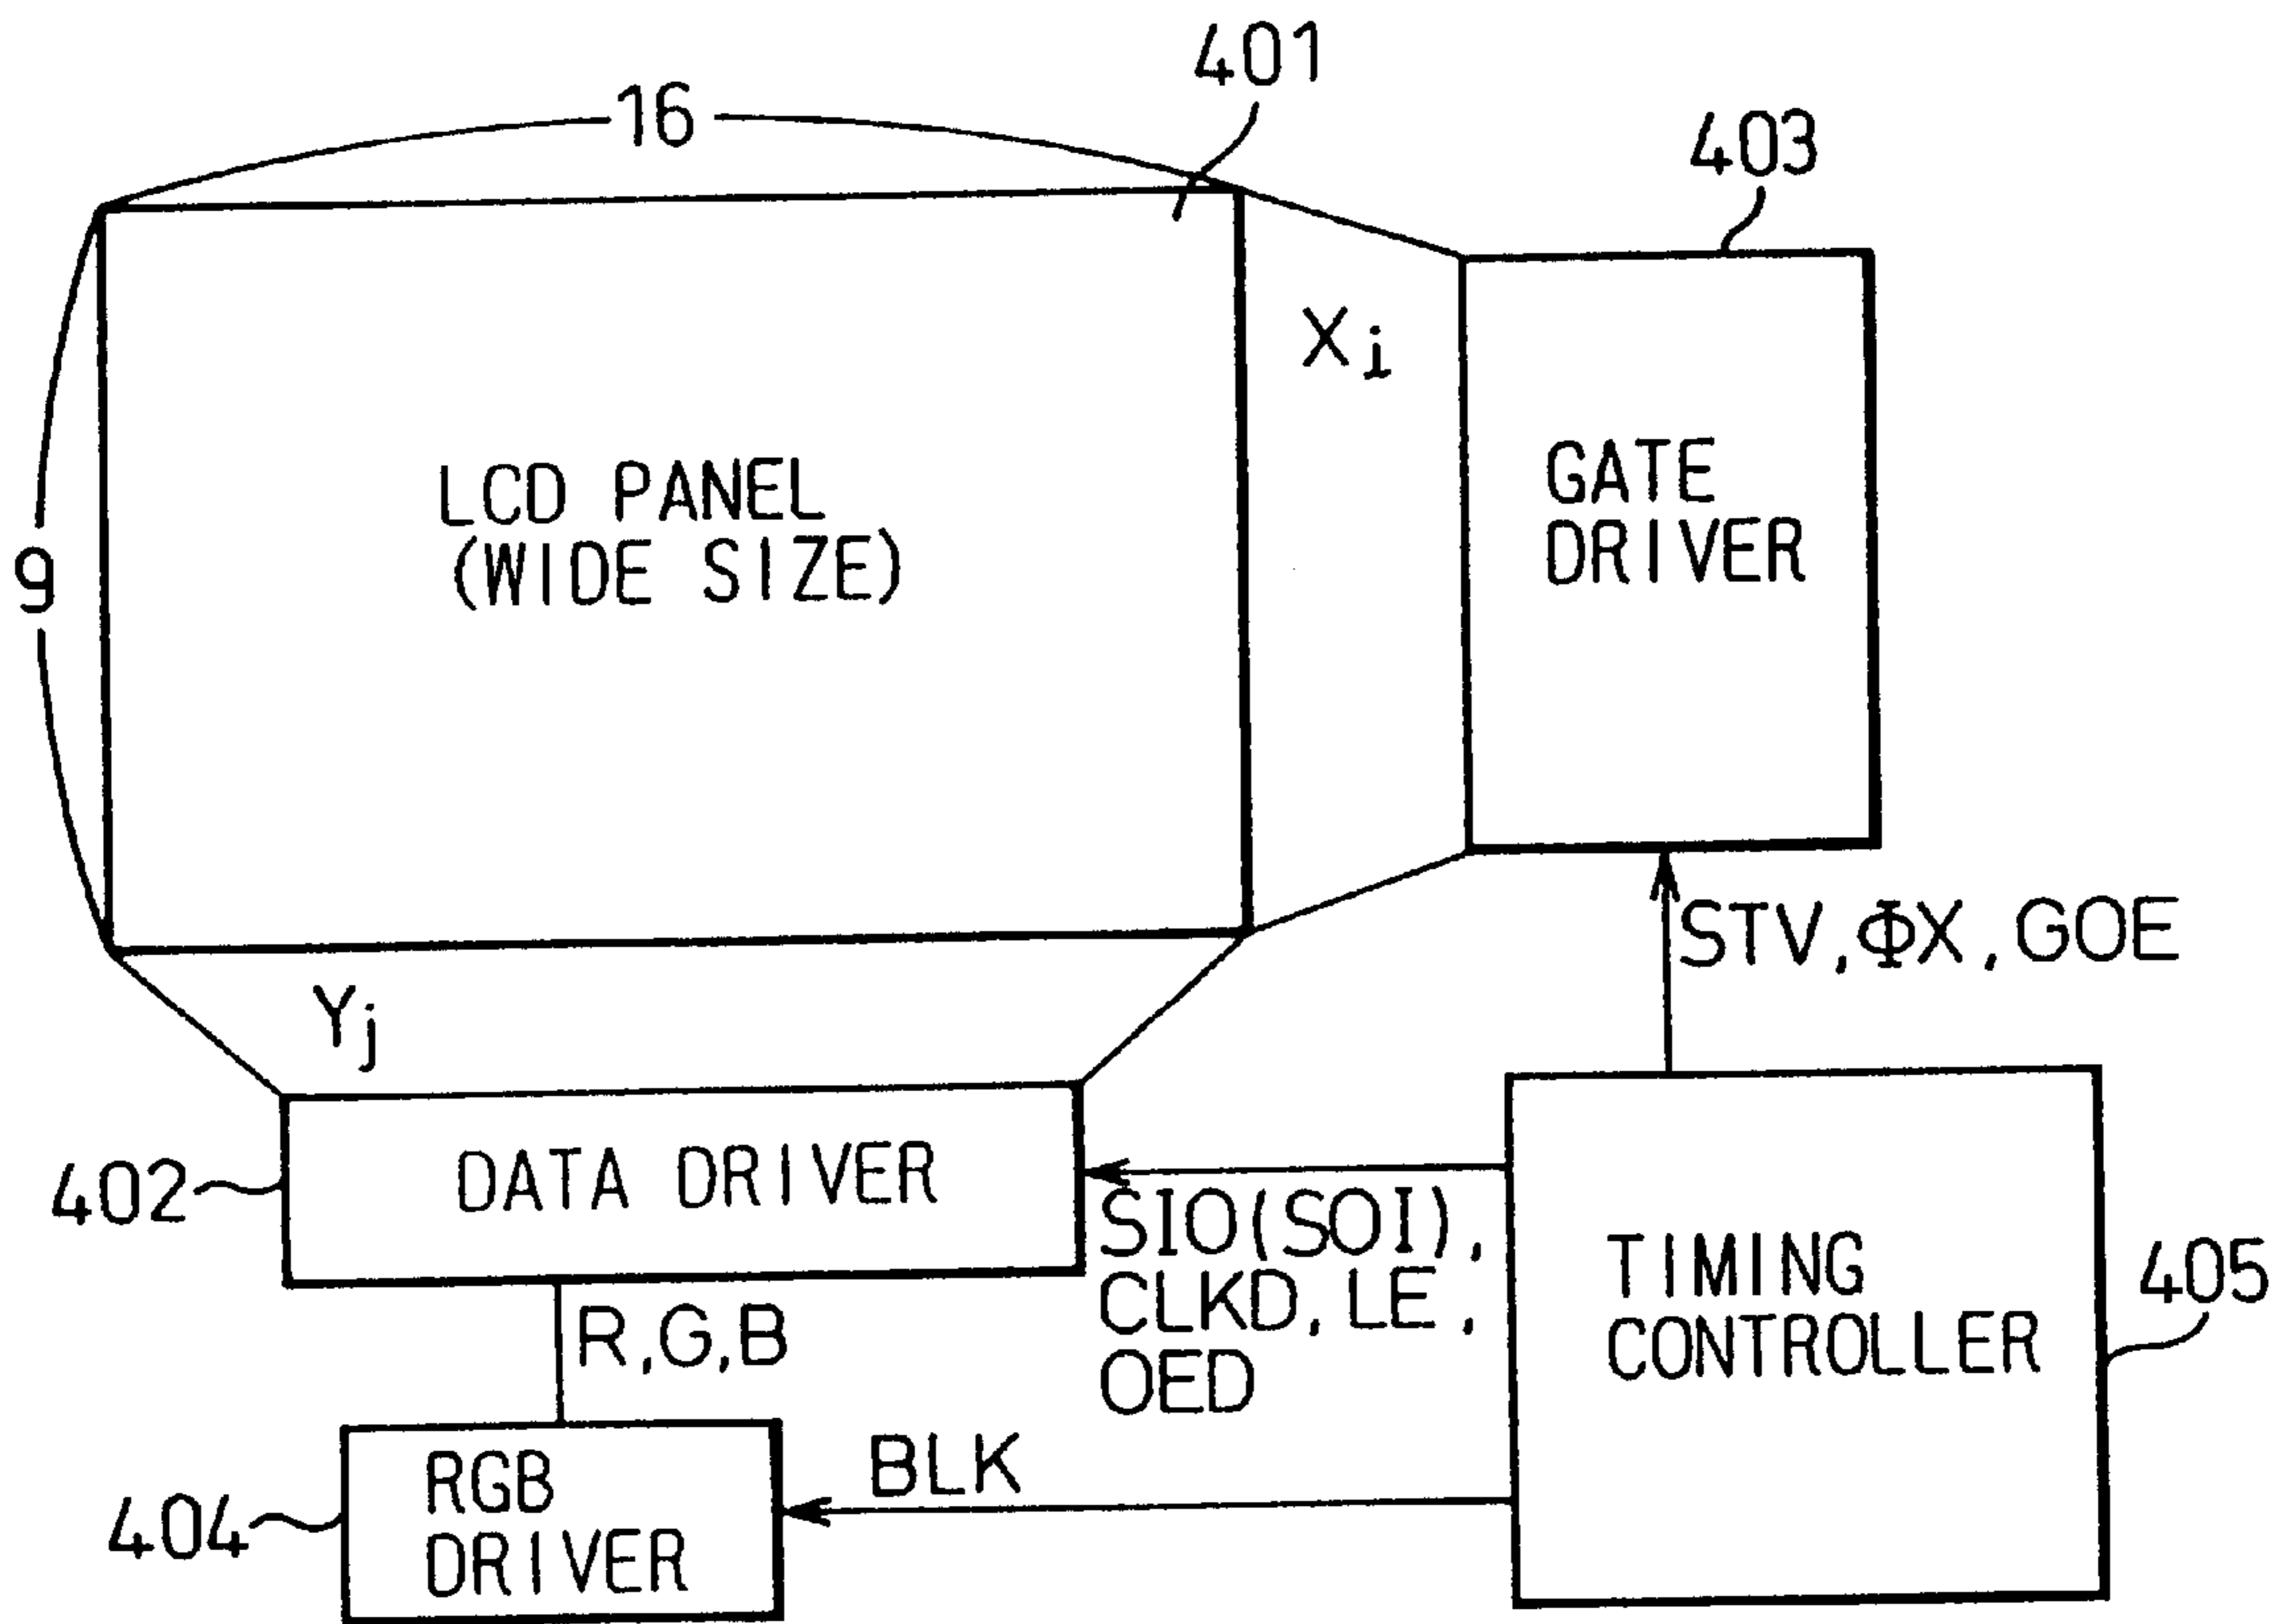 401
16
403
Xi
LCD PANEL
(WIDE SIZE)
GATE
DRIVER
9
STV,ΦX,GOE
Yj
DATA DRIVER
402
SIO(SOI),
CLKD,LE,
OED
TIMING
CONTROLLER
405
R,G,B
BLK
RGB
DRIVER
404